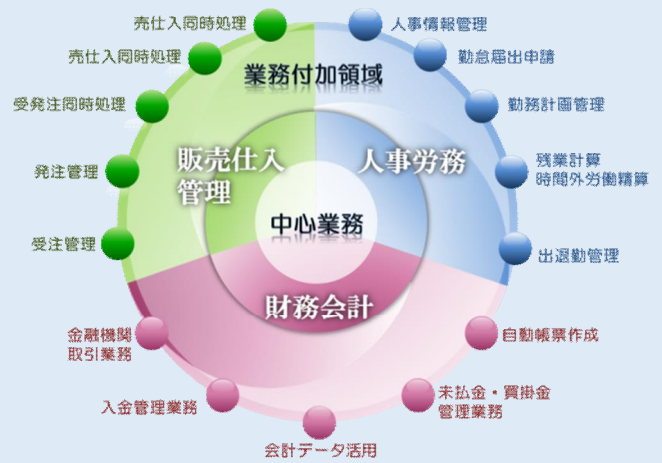 売仕入同時処理
売仕入同時処理
受発注同時処理
発注管理
受注管理
業務付加領域
人事情報管理
勤怠届出申請
勤務計画管理
残業計算
時間外労働精算
出退勤管理
販売仕入
管理
人事労務
中心業務
財務会計
金融機関
取引業務
入金管理業務
会計データ活用
未払金・買掛金
管理業務
自動帳票作成